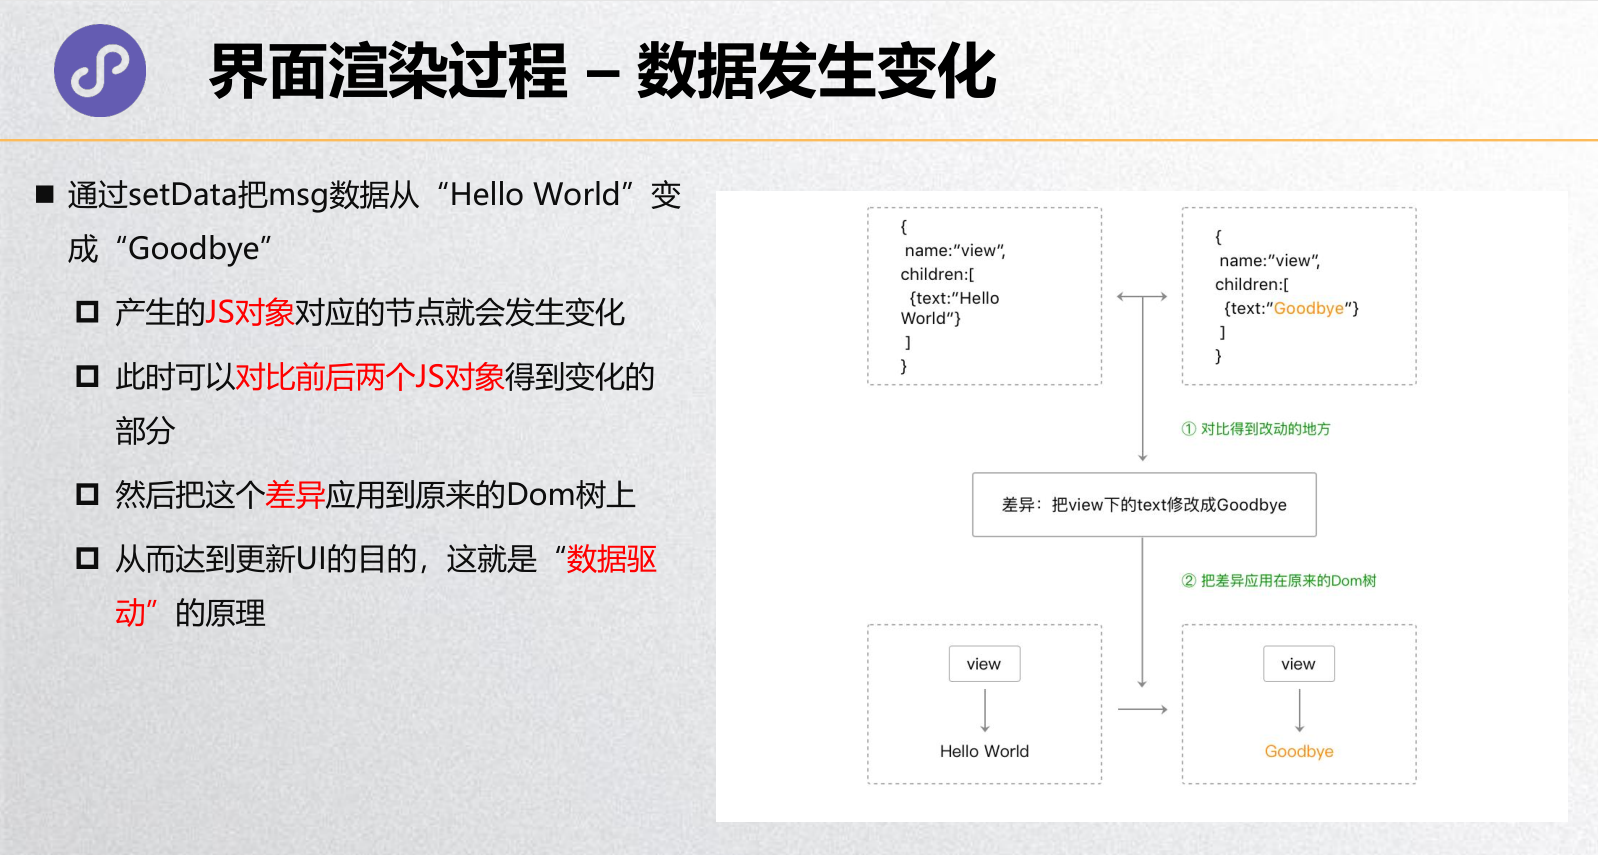 界面渲染过程 – 数据发生变化
通过setData把msg数据从“Hello World”变
成“Goodbye”
产生的JS对象对应的节点就会发生变化
此时可以对比前后两个JS对象得到变化的
部分
然后把这个差异应用到原来的Dom树上
从而达到更新UI的目的，这就是“数据驱
动”的原理
{
name:"view",
children:[
{text:"Hello
World"}
]
}
{
name:"view",
children:[
{text:"Goodbye"}
]
}
① 对比得到改动的地方
差异：把view下的text修改成Goodbye
② 把差异应用在原来的Dom树
view
Hello World
view
Goodbye